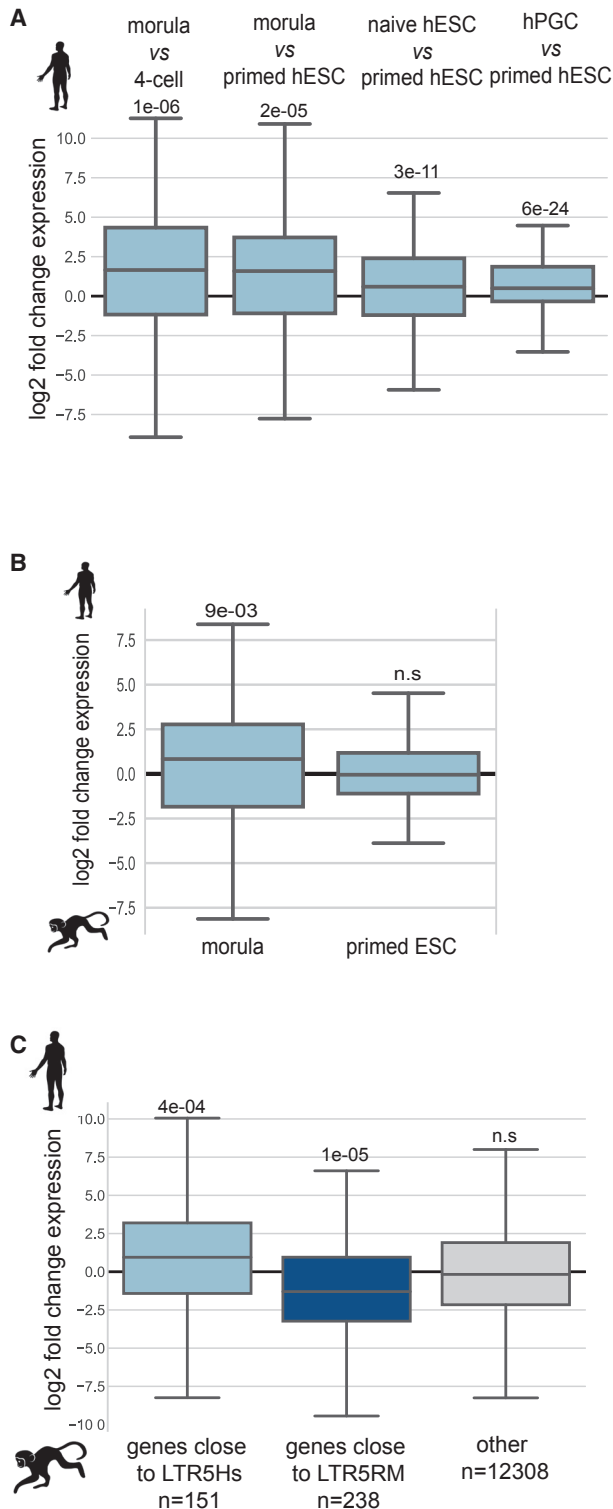 A
morula
vs
4-cell
1e-06
morula
vs
primed hESC
2e-05
naive hESC
vs
primed hESC
3e-11
hPGC
vs
primed hESC
6e-24
log2 fold change expression
10.0
7.5
5.0
2.5
0.0
−2.5
−5.0
−7.5
B
9e-03
n.s
log2 fold change expression
7.5
5.0
2.5
0.0
−2.5
−5.0
−7.5
morula
primed ESC
C
4e-04
1e-05
n.s
log2 fold change expression
10.0
7.5
5.0
2.5
0.0
−2.5
−5.0
−7.5
−10 0
genes close
to LTR5Hs
n=151
genes close
to LTR5RM
n=238
other
n=12308